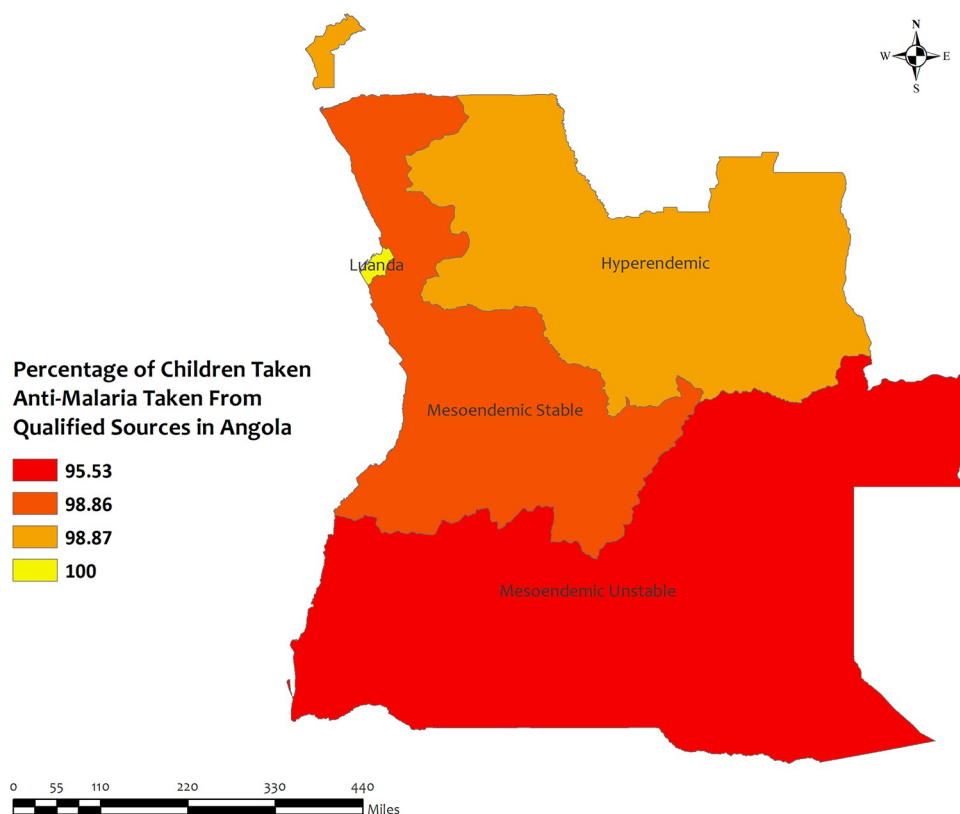 N
W E
S
Luanda
Hyperendemic
Percentage of Children Taken
Anti-Malaria Taken From
Qualified Sources in Angola
Mesoendemic Stable
95.53
98.86
98.87
100
Mesoendemic Unstable
0 55 110 220 330 440
Miles